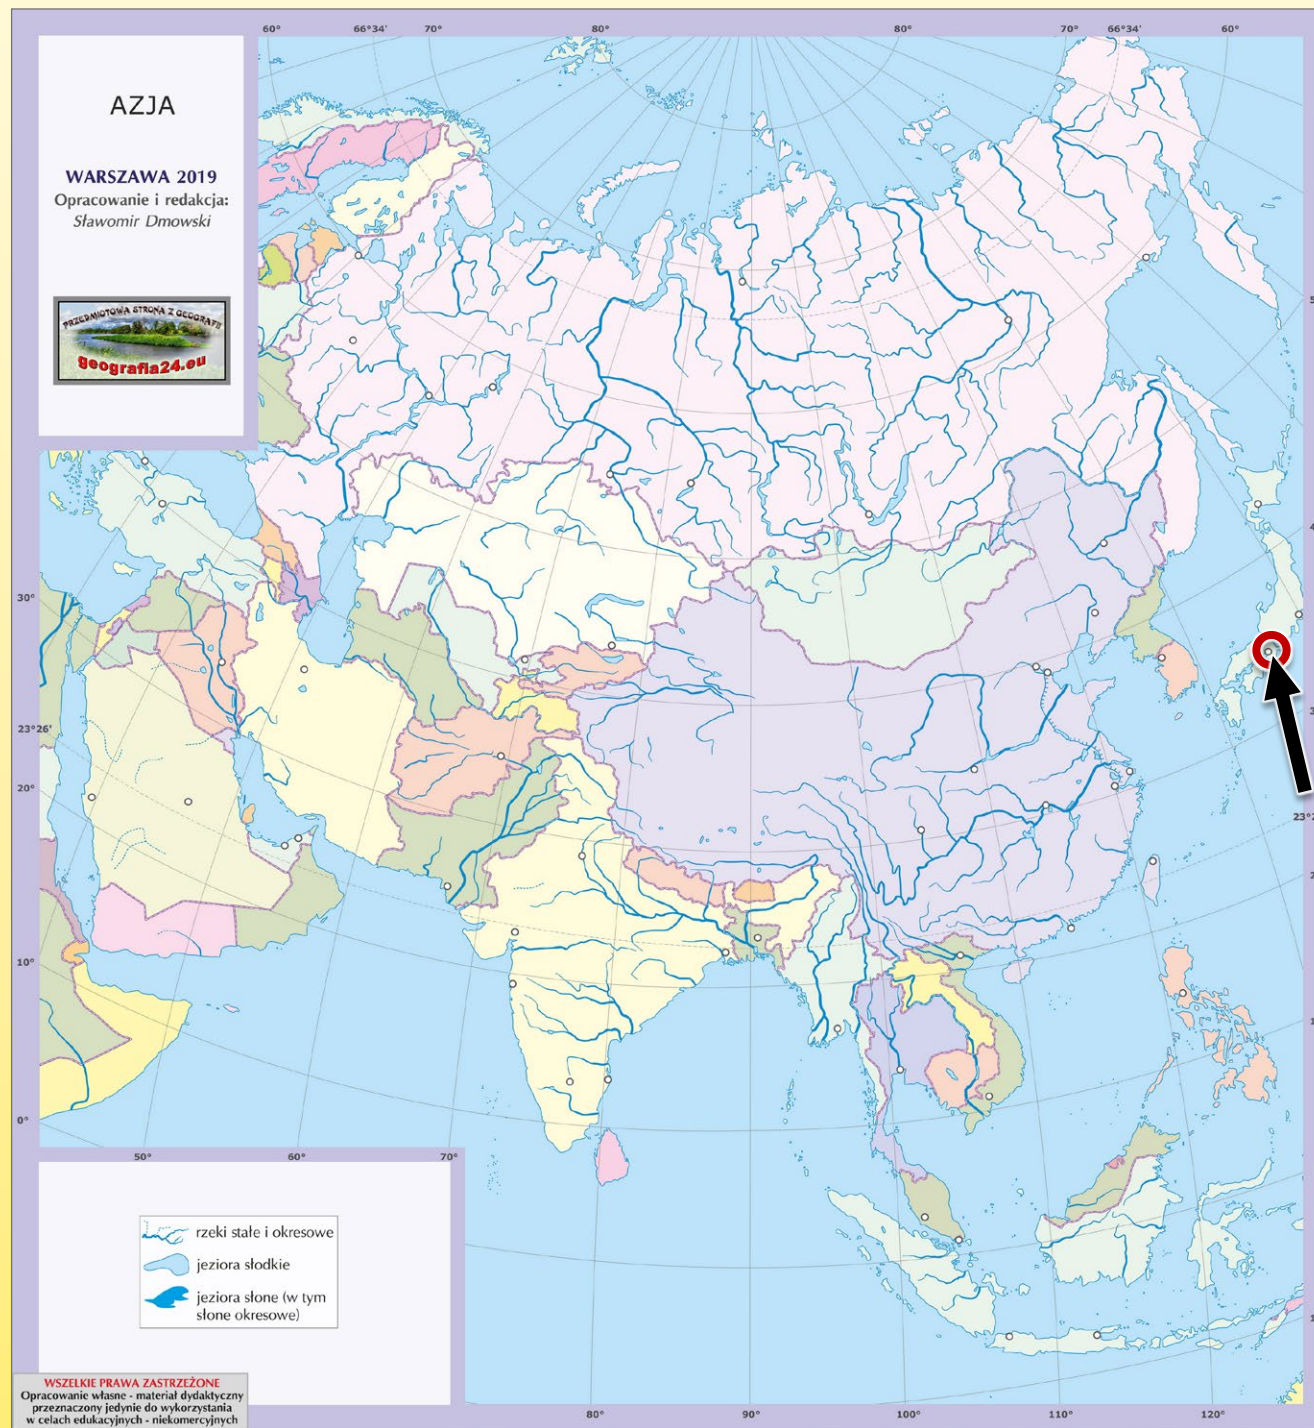 60°
66°34'
70°
80°
80°
70°
66°34'
60°
AZJA
WARSZAWA 2019
Opracowanie i redakcja:
Sławomir Dmowski
PRZEDMIOTOWA STRONA Z GEOGRAFII
geografia24.eu
30°
23°26'
20°
10°
0°
50°
60°
70°
rzeki stałe i okresowe
jeziora słodkie
jeziora słone (w tym
słone okresowe)
80°
90°
100°
110°
120°
WSZELKIE PRAWA ZASTRZEŻONE
Opracowanie własne - materiał dydaktyczny
przeznaczony jedynie do wykorzystania
w celach edukacyjnych - niekomercyjnych